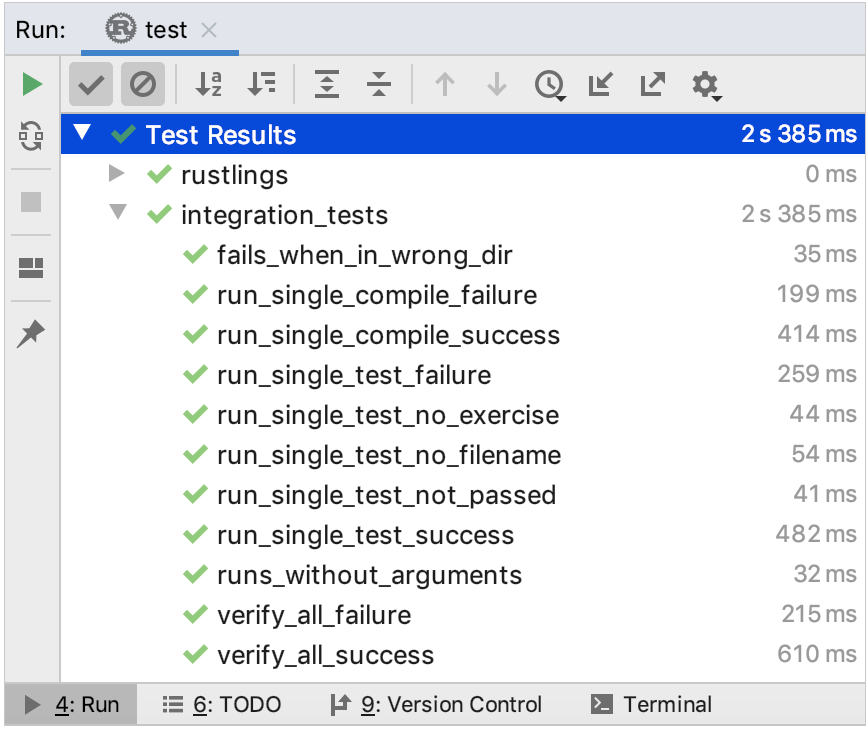 Run: test
Test Results 2 s 385 ms
rustlings 0 ms
integration_tests 2 s 385 ms
fails_when_in_wrong_dir 35 ms
run_single_compile_failure 199 ms
run_single_compile_success 414 ms
run_single_test_failure 259 ms
run_single_test_no_exercise 44 ms
run_single_test_no_filename 54 ms
run_single_test_not_passed 41 ms
run_single_test_success 482 ms
runs_without_arguments 32 ms
verify_all_failure 215 ms
verify_all_success 610 ms
4: Run 6: TODO 9: Version Control Terminal